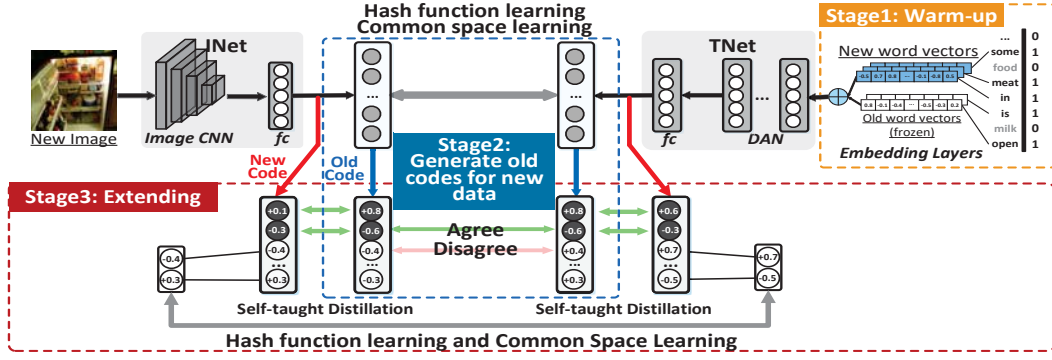 Hash function learning
Common space learning
Stage1: Warm-up
INet
TNet
New word vectors
-0.5 0.7 0.8 ... -0.1 -0.8 0.5
0.8 -0.1 -0.4 ... -0.5 -0.3 0.2
Old word vectors
(frozen)
Embedding Layers
... 0
some 1
food 0
meat 1
in 1
is 1
milk 0
open 1
New Image
Image CNN
fc
...
...
fc
...
DAN
New
Code
Old
Code
Stage2:
Generate old
codes for new
data
Stage3: Extending
+0.1
-0.3
-0.4
...
+0.3
+0.8
-0.6
-0.4
...
-0.3
Agree
Disagree
+0.8
-0.6
+0.4
...
+0.3
+0.6
-0.3
+0.7
...
-0.5
-0.4
+0.3
+0.7
-0.5
Self-taught Distillation
Self-taught Distillation
Hash function learning and Common Space Learning